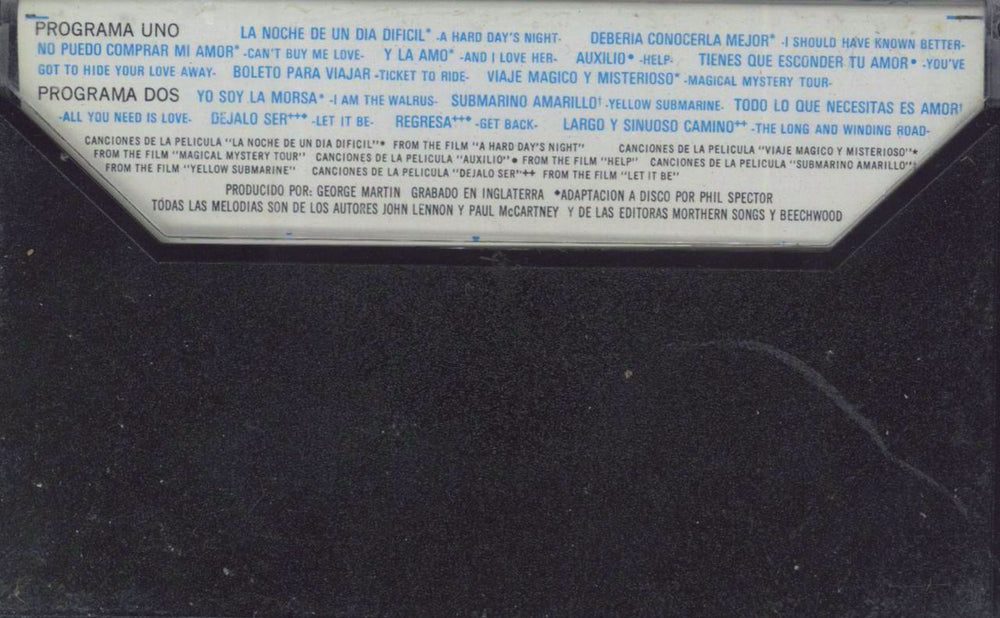 PROGRAMA UNO LA NOCHE DE UN DIA DIFICIL* -A HARD DAY'S NIGHT- DEBERIA CONOCERLA MEJOR* -I SHOULD HAVE KNOWN BETTER-
NO PUEDO COMPRAR MI AMOR* -CAN'T BUY ME LOVE- Y LA AMO* -AND I LOVE HER- AUXILIO• -HELP- TIENES QUE ESCONDER TU AMOR• -YOU'VE
GOT TO HIDE YOUR LOVE AWAY- BOLETO PARA VIAJAR -TICKET TO RIDE- VIAJE MAGICO Y MISTERIOSO* -MAGICAL MYSTERY TOUR-
PROGRAMA DOS YO SOY LA MORSA* -I AM THE WALRUS- SUBMARINO AMARILLO† -YELLOW SUBMARINE- TODO LO QUE NECESITAS ES AMOR†
-ALL YOU NEED IS LOVE- DEJALO SER+++ -LET IT BE- REGRESA+++ -GET BACK- LARGO Y SINUOSO CAMINO++ -THE LONG AND WINDING ROAD-
CANCIONES DE LA PELICULA "LA NOCHE DE UN DIA DIFICIL"* FROM THE FILM "A HARD DAY'S NIGHT" CANCIONES DE LA PELICULA "VIAJE MAGICO Y MISTERIOSO"*
FROM THE FILM "MAGICAL MYSTERY TOUR" CANCIONES DE LA PELICULA "AUXILIO"• FROM THE FILM "HELP" CANCIONES DE LA PELICULA "SUBMARINO AMARILLO"†
FROM THE FILM "YELLOW SUBMARINE" CANCIONES DE LA PELICULA "DEJALO SER"++ FROM THE FILM "LET IT BE"
PRODUCIDO POR: GEORGE MARTIN GRABADO EN INGLATERRA *ADAPTACION A DISCO POR PHIL SPECTOR
TODAS LAS MELODIAS SON DE LOS AUTORES JOHN LENNON Y PAUL McCARTNEY Y DE LAS EDITORAS MORTHERN SONGS Y BEECHWOOD